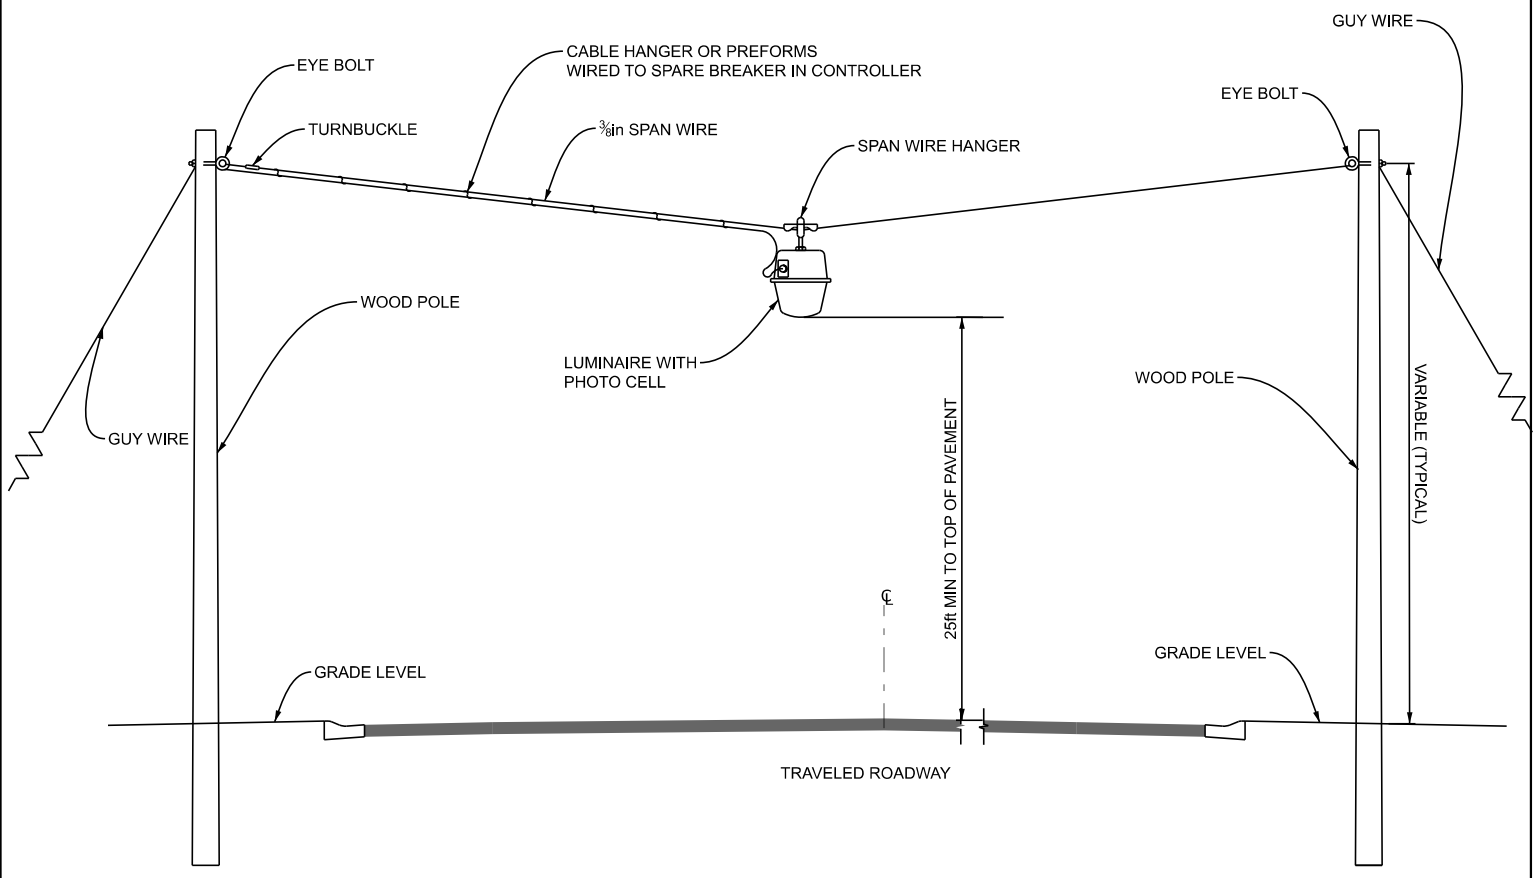 GUY WIRE
CABLE HANGER OR PREFORMS
WIRED TO SPARE BREAKER IN CONTROLLER
EYE BOLT
EYE BOLT
TURNBUCKLE
⅜in SPAN WIRE
SPAN WIRE HANGER
WOOD POLE
LUMINAIRE WITH
PHOTO CELL
WOOD POLE
VARIABLE (TYPICAL)
GUY WIRE
25ft MIN TO TOP OF PAVEMENT
℄
GRADE LEVEL
GRADE LEVEL
TRAVELED ROADWAY